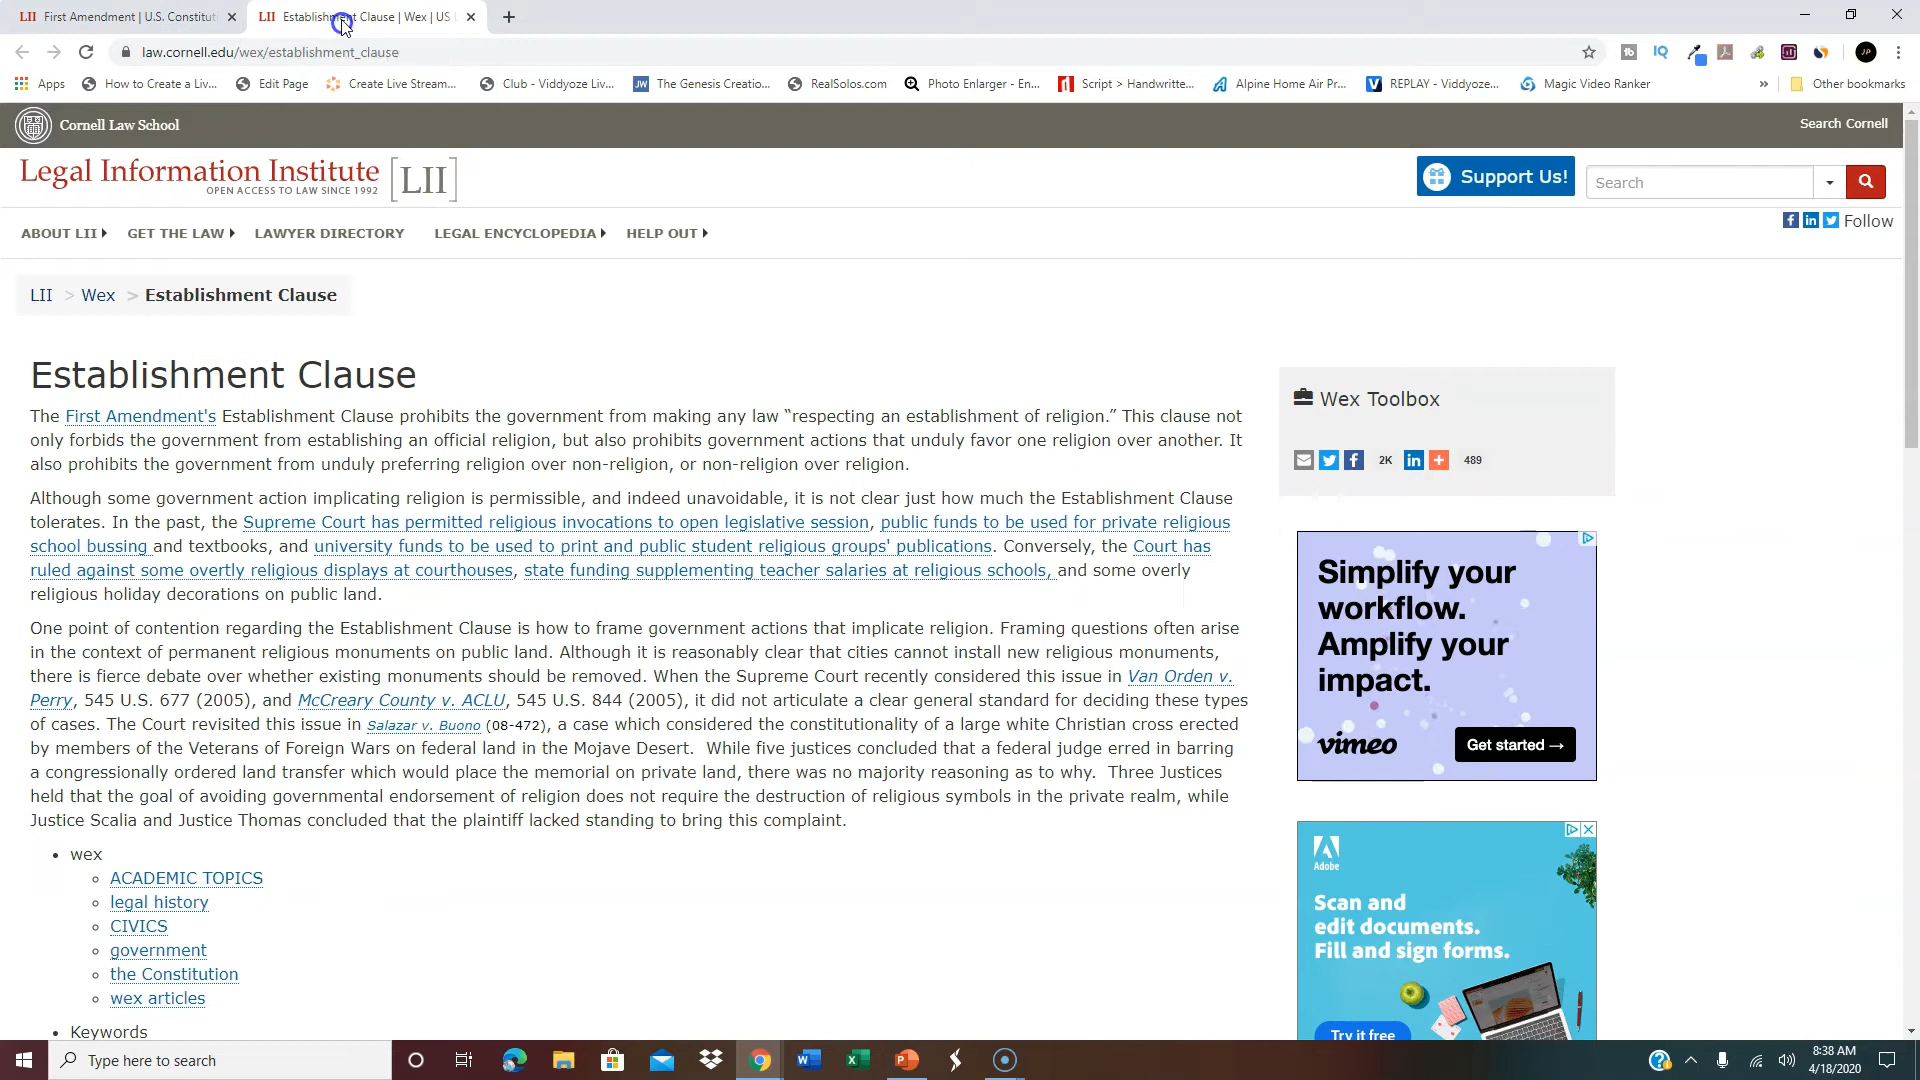 LII First Amendment | U.S. Constitut
LII Establishment Clause | Wex | US
law.cornell.edu/wex/establishment_clause
Apps How to Create a Liv... Edit Page Create Live Stream... Club - Viddyoze Liv... The Genesis Creatio... RealSolos.com Photo Enlarger - En... Script > Handwritte... Alpine Home Air Pr... REPLAY - Viddyoze... Magic Video Ranker » Other bookmarks
Cornell Law School
Search Cornell
Legal Information Institute [LII]
OPEN ACCESS TO LAW SINCE 1992
Support Us!
Search
Follow
ABOUT LII GET THE LAW LAWYER DIRECTORY LEGAL ENCYCLOPEDIA HELP OUT
LII > Wex > Establishment Clause
Establishment Clause
The First Amendment's Establishment Clause prohibits the government from making any law “respecting an establishment of religion.” This clause not
only forbids the government from establishing an official religion, but also prohibits government actions that unduly favor one religion over another. It
also prohibits the government from unduly preferring religion over non-religion, or non-religion over religion.
Although some government action implicating religion is permissible, and indeed unavoidable, it is not clear just how much the Establishment Clause
tolerates. In the past, the Supreme Court has permitted religious invocations to open legislative session, public funds to be used for private religious
school bussing and textbooks, and university funds to be used to print and public student religious groups' publications. Conversely, the Court has
ruled against some overtly religious displays at courthouses, state funding supplementing teacher salaries at religious schools, and some overly
religious holiday decorations on public land.
One point of contention regarding the Establishment Clause is how to frame government actions that implicate religion. Framing questions often arise
in the context of permanent religious monuments on public land. Although it is reasonably clear that cities cannot install new religious monuments,
there is fierce debate over whether existing monuments should be removed. When the Supreme Court recently considered this issue in Van Orden v.
Perry, 545 U.S. 677 (2005), and McCreary County v. ACLU, 545 U.S. 844 (2005), it did not articulate a clear general standard for deciding these types
of cases. The Court revisited this issue in Salazar v. Buono (08-472), a case which considered the constitutionality of a large white Christian cross erected
by members of the Veterans of Foreign Wars on federal land in the Mojave Desert. While five justices concluded that a federal judge erred in barring
a congressionally ordered land transfer which would place the memorial on private land, there was no majority reasoning as to why. Three Justices
held that the goal of avoiding governmental endorsement of religion does not require the destruction of religious symbols in the private realm, while
Justice Scalia and Justice Thomas concluded that the plaintiff lacked standing to bring this complaint.
wex
ACADEMIC TOPICS
legal history
CIVICS
government
the Constitution
wex articles
Keywords
Wex Toolbox
2K 489
Simplify your
workflow.
Amplify your
impact.
vimeo
Get started →
Adobe
Scan and
edit documents.
Fill and sign forms.
Try it free
Type here to search
8:38 AM
4/18/2020